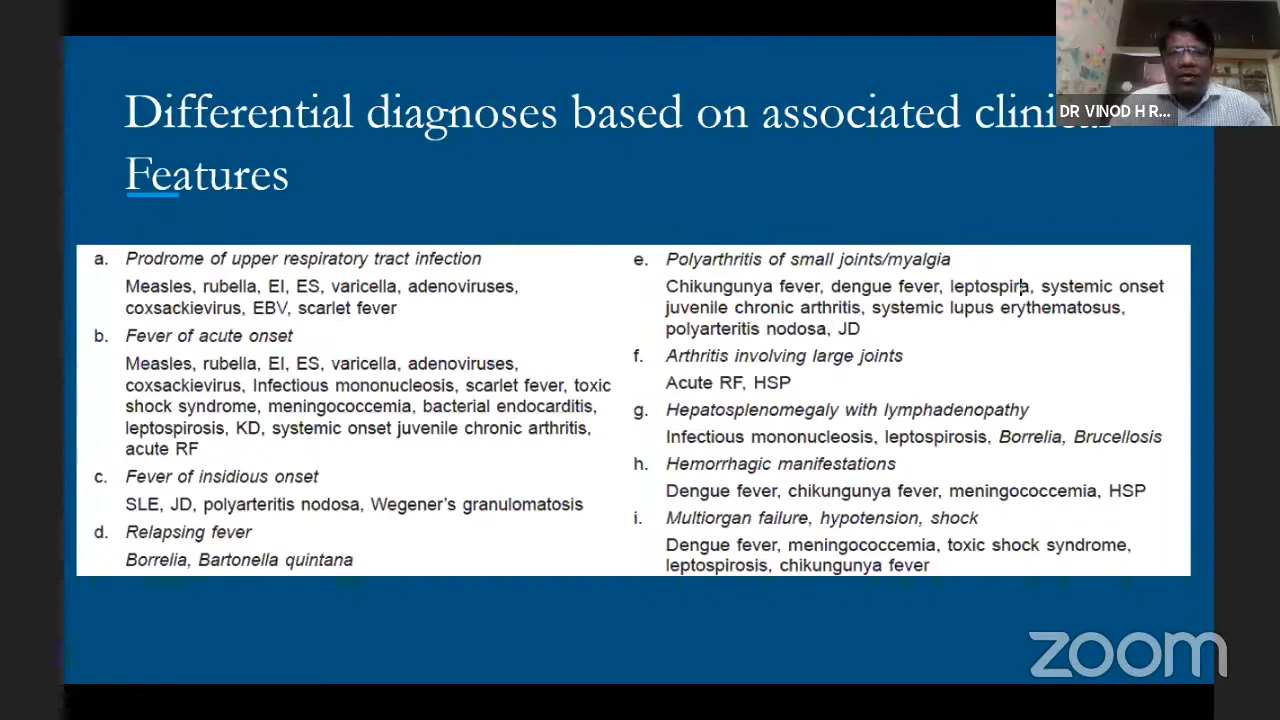 Differential diagnoses based on associated clinical
Features
DR VINOD H R...
a. Prodrome of upper respiratory tract infection
Measles, rubella, EI, ES, varicella, adenoviruses,
coxsackievirus, EBV, scarlet fever
b. Fever of acute onset
Measles, rubella, EI, ES, varicella, adenoviruses,
coxsackievirus, Infectious mononucleosis, scarlet fever, toxic
shock syndrome, meningococcemia, bacterial endocarditis,
leptospirosis, KD, systemic onset juvenile chronic arthritis,
acute RF
c. Fever of insidious onset
SLE, JD, polyarteritis nodosa, Wegener's granulomatosis
d. Relapsing fever
Borrelia, Bartonella quintana
e. Polyarthritis of small joints/myalgia
Chikungunya fever, dengue fever, leptospira, systemic onset
juvenile chronic arthritis, systemic lupus erythematosus,
polyarteritis nodosa, JD
f. Arthritis involving large joints
Acute RF, HSP
g. Hepatosplenomegaly with lymphadenopathy
Infectious mononucleosis, leptospirosis, Borrelia, Brucellosis
h. Hemorrhagic manifestations
Dengue fever, chikungunya fever, meningococcemia, HSP
i. Multiorgan failure, hypotension, shock
Dengue fever, meningococcemia, toxic shock syndrome,
leptospirosis, chikungunya fever
zoom